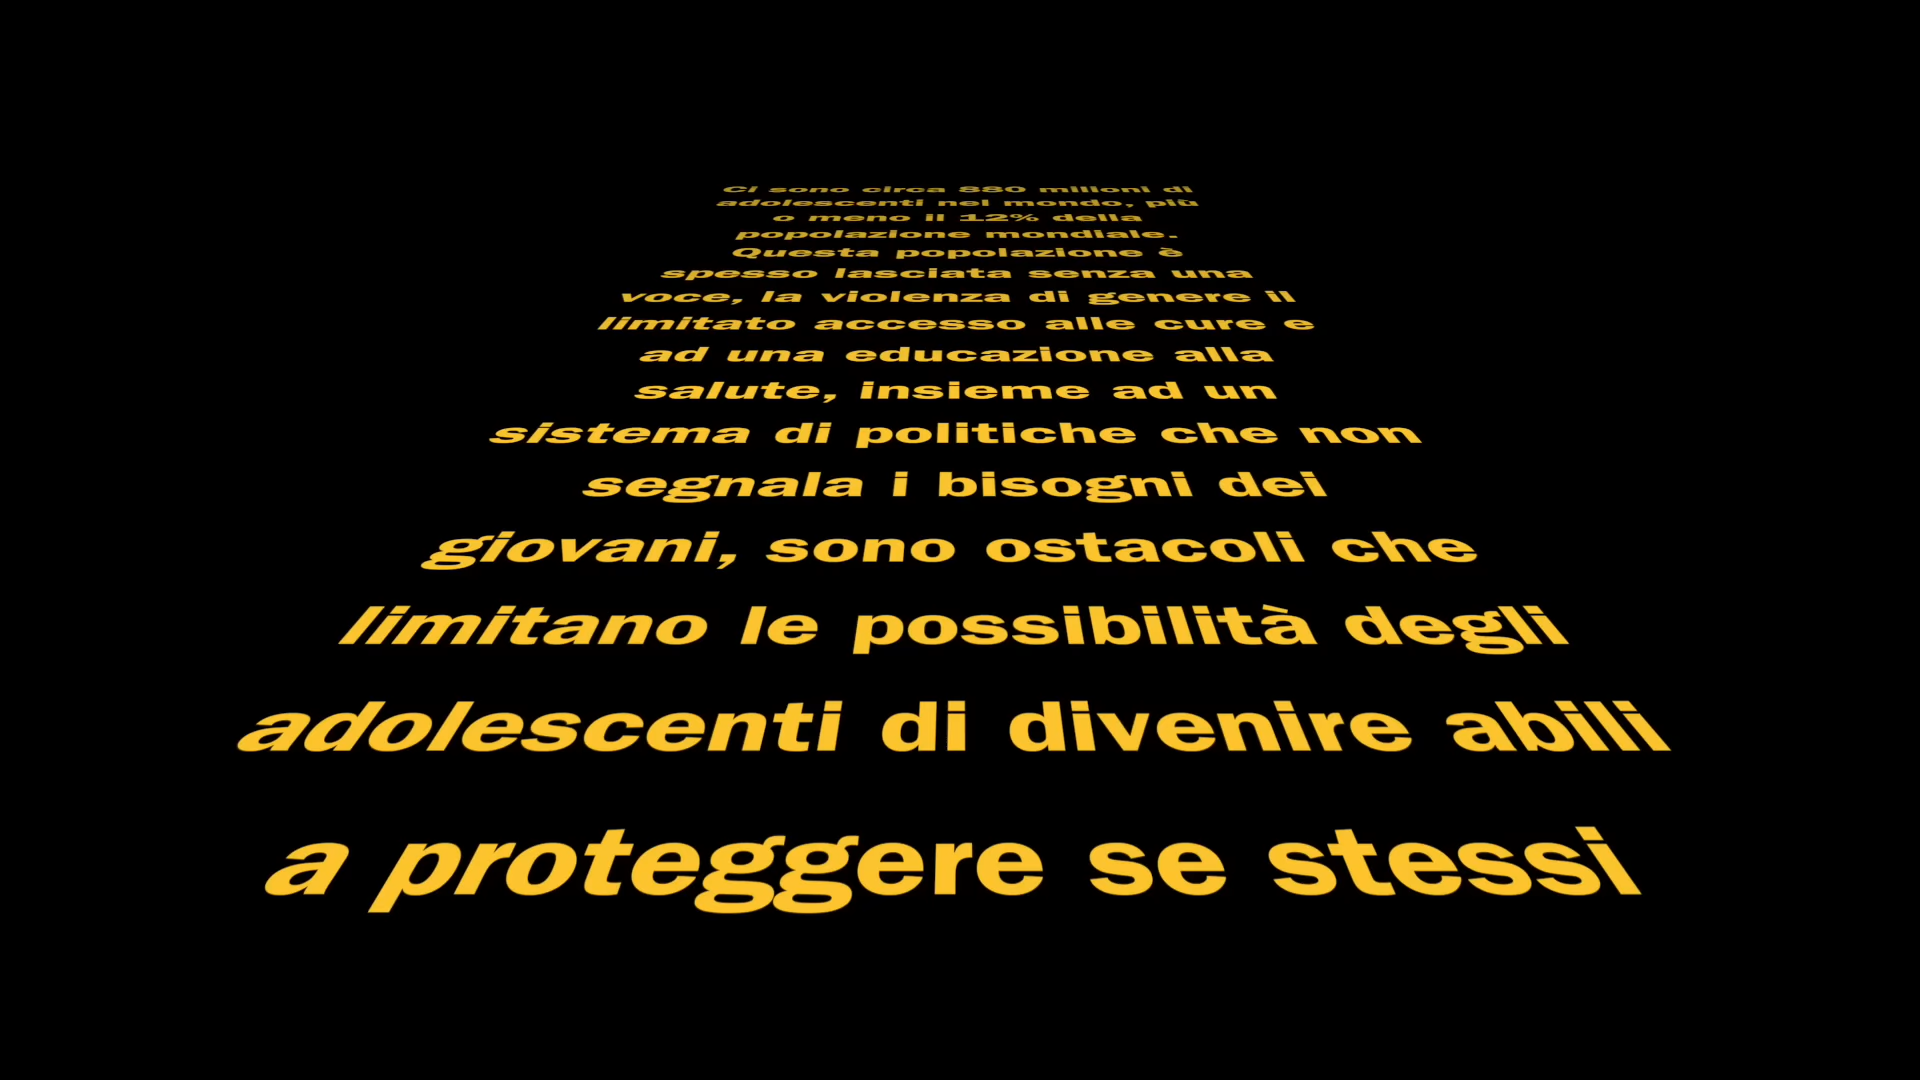 Ci sono circa 880 milioni di
adolescenti nel mondo, più
o meno il 12% della
popolazione mondiale.
Questa popolazione è
spesso lasciata senza una
voce, la violenza di genere il
limitato accesso alle cure e
ad una educazione alla
salute, insieme ad un
sistema di politiche che non
segnala i bisogni dei
giovani, sono ostacoli che
limitano le possibilità degli
adolescenti di divenire abili
a proteggere se stessi